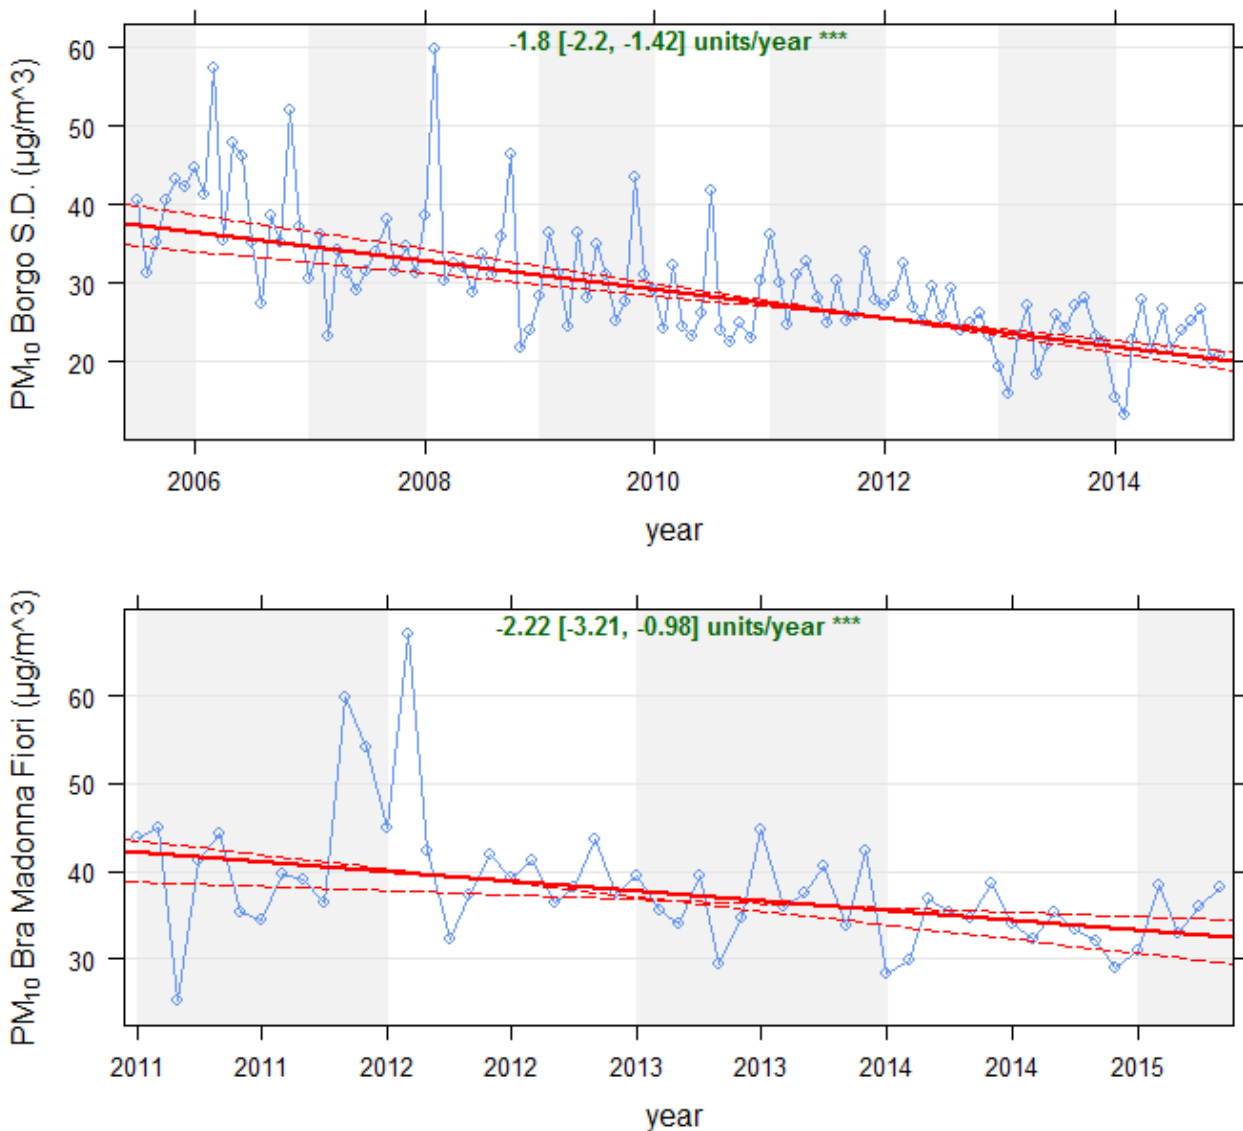 -1.8 [-2.2, -1.42] units/year ***
PM₁₀ Borgo S.D. (µg/m^3)
60
50
40
30
20
2006 2008 2010 2012 2014
year
-2.22 [-3.21, -0.98] units/year ***
PM₁₀ Bra Madonna Fiori (µg/m^3)
60
50
40
30
2011 2011 2012 2012 2013 2013 2014 2014 2015
year